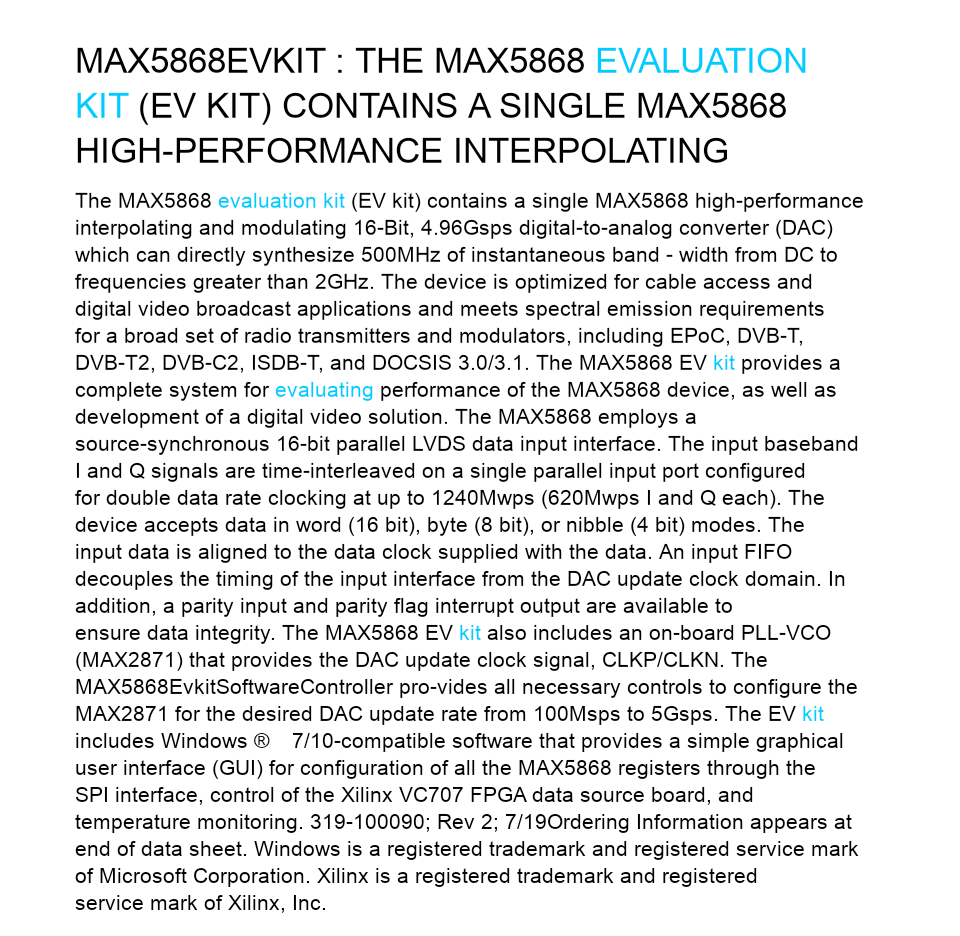 MAX5868EVKIT : THE MAX5868 EVALUATION
KIT (EV KIT) CONTAINS A SINGLE MAX5868
HIGH-PERFORMANCE INTERPOLATING
The MAX5868 evaluation kit (EV kit) contains a single MAX5868 high-performance
interpolating and modulating 16-Bit, 4.96Gsps digital-to-analog converter (DAC)
which can directly synthesize 500MHz of instantaneous band - width from DC to
frequencies greater than 2GHz. The device is optimized for cable access and
digital video broadcast applications and meets spectral emission requirements
for a broad set of radio transmitters and modulators, including EPoC, DVB-T,
DVB-T2, DVB-C2, ISDB-T, and DOCSIS 3.0/3.1. The MAX5868 EV kit provides a
complete system for evaluating performance of the MAX5868 device, as well as
development of a digital video solution. The MAX5868 employs a
source-synchronous 16-bit parallel LVDS data input interface. The input baseband
I and Q signals are time-interleaved on a single parallel input port configured
for double data rate clocking at up to 1240Mwps (620Mwps I and Q each). The
device accepts data in word (16 bit), byte (8 bit), or nibble (4 bit) modes. The
input data is aligned to the data clock supplied with the data. An input FIFO
decouples the timing of the input interface from the DAC update clock domain. In
addition, a parity input and parity flag interrupt output are available to
ensure data integrity. The MAX5868 EV kit also includes an on-board PLL-VCO
(MAX2871) that provides the DAC update clock signal, CLKP/CLKN. The
MAX5868EvkitSoftwareController pro-vides all necessary controls to configure the
MAX2871 for the desired DAC update rate from 100Msps to 5Gsps. The EV kit
includes Windows ® 7/10-compatible software that provides a simple graphical
user interface (GUI) for configuration of all the MAX5868 registers through the
SPI interface, control of the Xilinx VC707 FPGA data source board, and
temperature monitoring. 319-100090; Rev 2; 7/19Ordering Information appears at
end of data sheet. Windows is a registered trademark and registered service mark
of Microsoft Corporation. Xilinx is a registered trademark and registered
service mark of Xilinx, Inc.